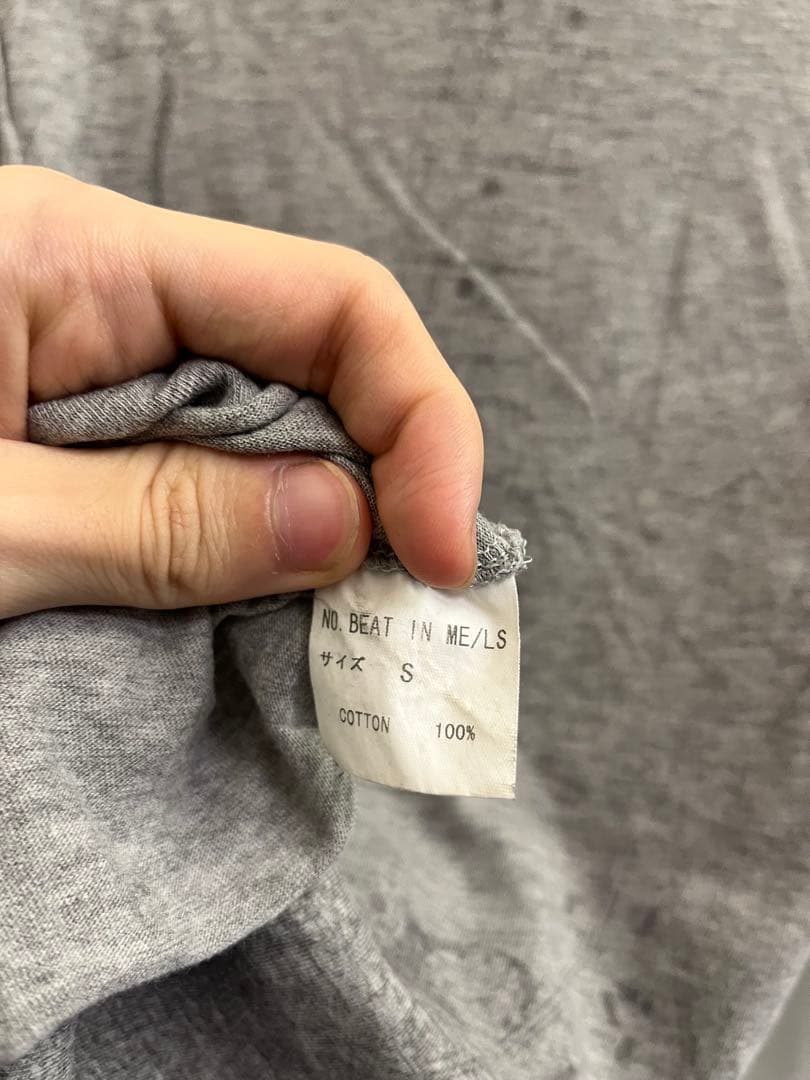 NO. BEAT IN ME/LS
サイズ S
COTTON 100%